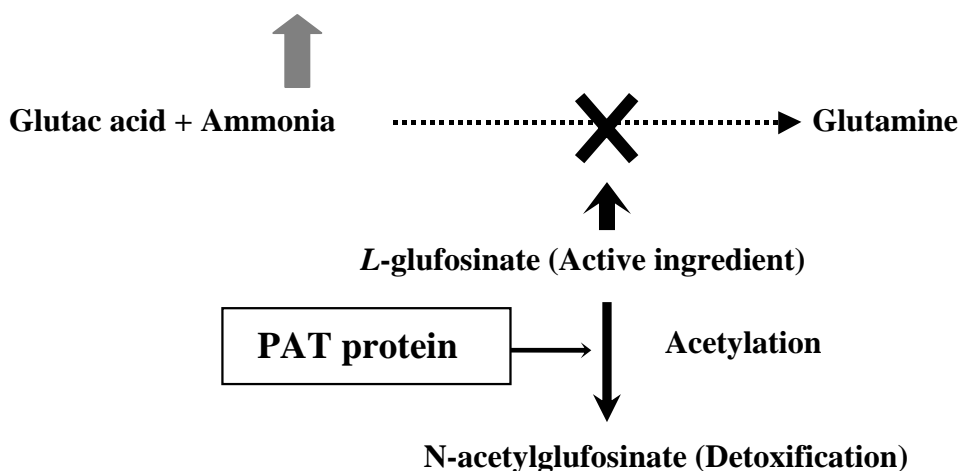 Glutac acid + Ammonia Glutamine
L-glufosinate (Active ingredient)
PAT protein Acetylation
N-acetylglufosinate (Detoxification)